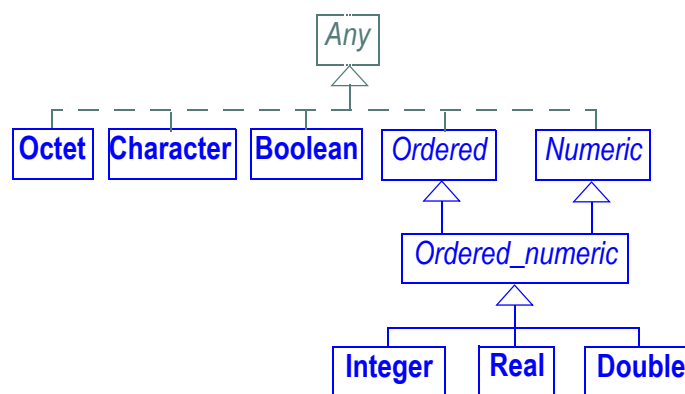 Any
Octet Character Boolean Ordered Numeric
Ordered_numeric
Integer Real Double